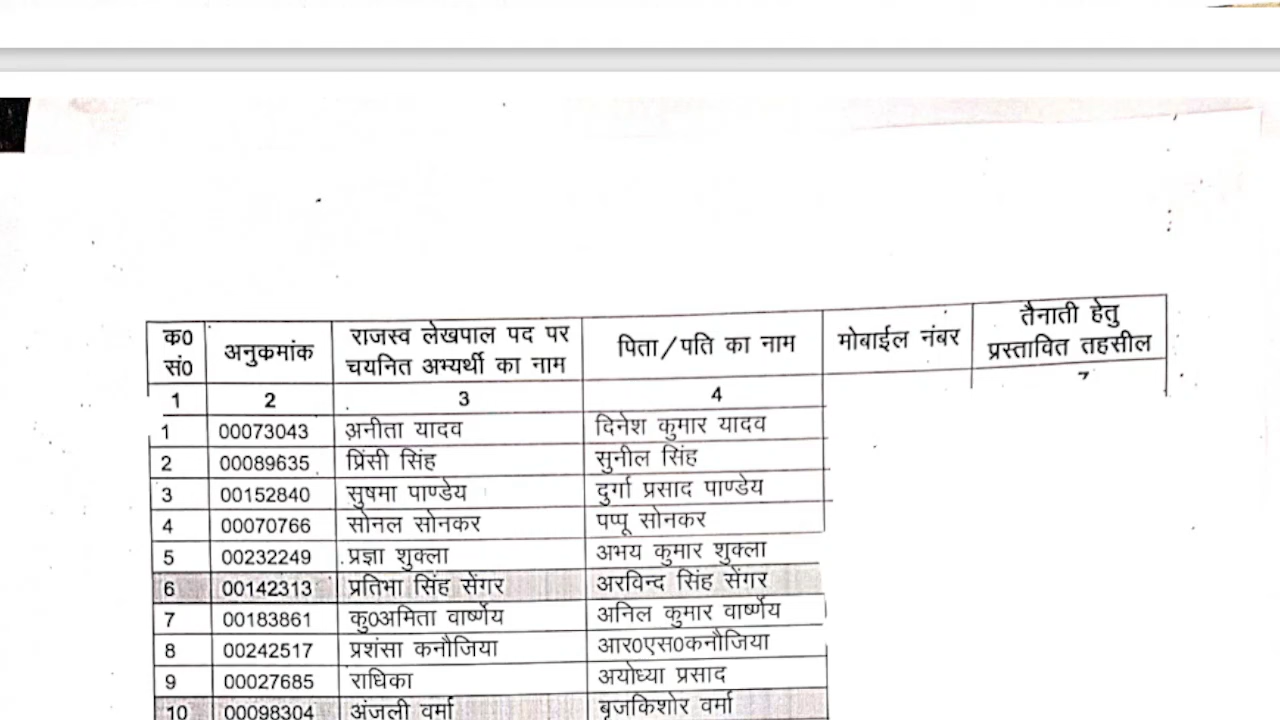 क0 सं0 अनुकमांक राजस्व लेखपाल पद पर चयनित अभ्यर्थी का नाम पिता/पति का नाम मोबाईल नंबर तैनाती हेतु प्रस्तावित तहसील
1 2 3 4 7
1 00073043 अनीता यादव दिनेश कुमार यादव
2 00089635 प्रिंसी सिंह सुनील सिंह
3 00152840 सुषमा पाण्डेय दुर्गा प्रसाद पाण्डेय
4 00070766 सोनल सोनकर पप्पू सोनकर
5 00232249 प्रज्ञा शुक्ला अभय कुमार शुक्ला
6 00142313 प्रतिभा सिंह सेंगर अरविन्द सिंह सेंगर
7 00183861 कु0अमिता वार्ष्णेय अनिल कुमार वार्ष्णेय
8 00242517 प्रशंसा कनौजिया आर0एस0कनौजिया
9 00027685 राधिका अयोध्या प्रसाद
10 00098304 अंजली वर्मा बृजकिशोर वर्मा